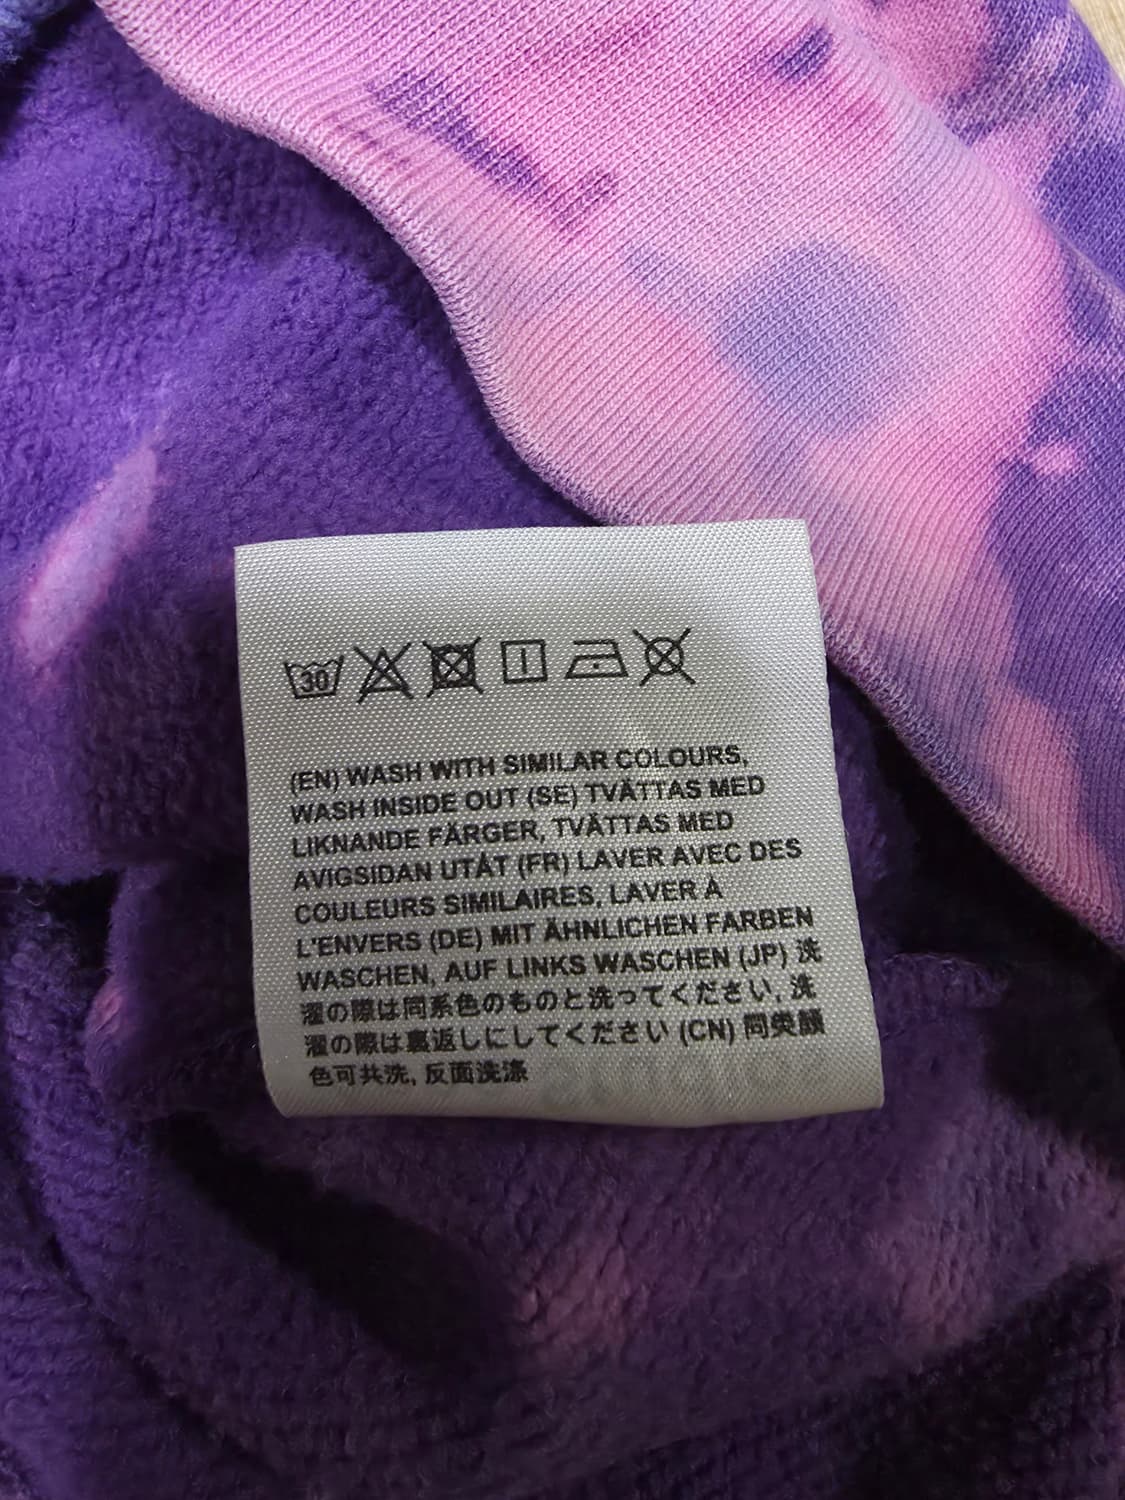 30
(EN) WASH WITH SIMILAR COLOURS,
WASH INSIDE OUT (SE) TVÄTTAS MED
LIKNANDE FÄRGER, TVÄTTAS MED
AVIGSIDAN UTÅT (FR) LAVER AVEC DES
COULEURS SIMILAIRES, LAVER À
L'ENVERS (DE) MIT ÄHNLICHEN FARBEN
WASCHEN, AUF LINKS WASCHEN (JP) 洗
濯の際は同系色のものと洗ってください, 洗
濯の際は裏返しにしてください (CN) 同类颜
色可共洗, 反面洗涤